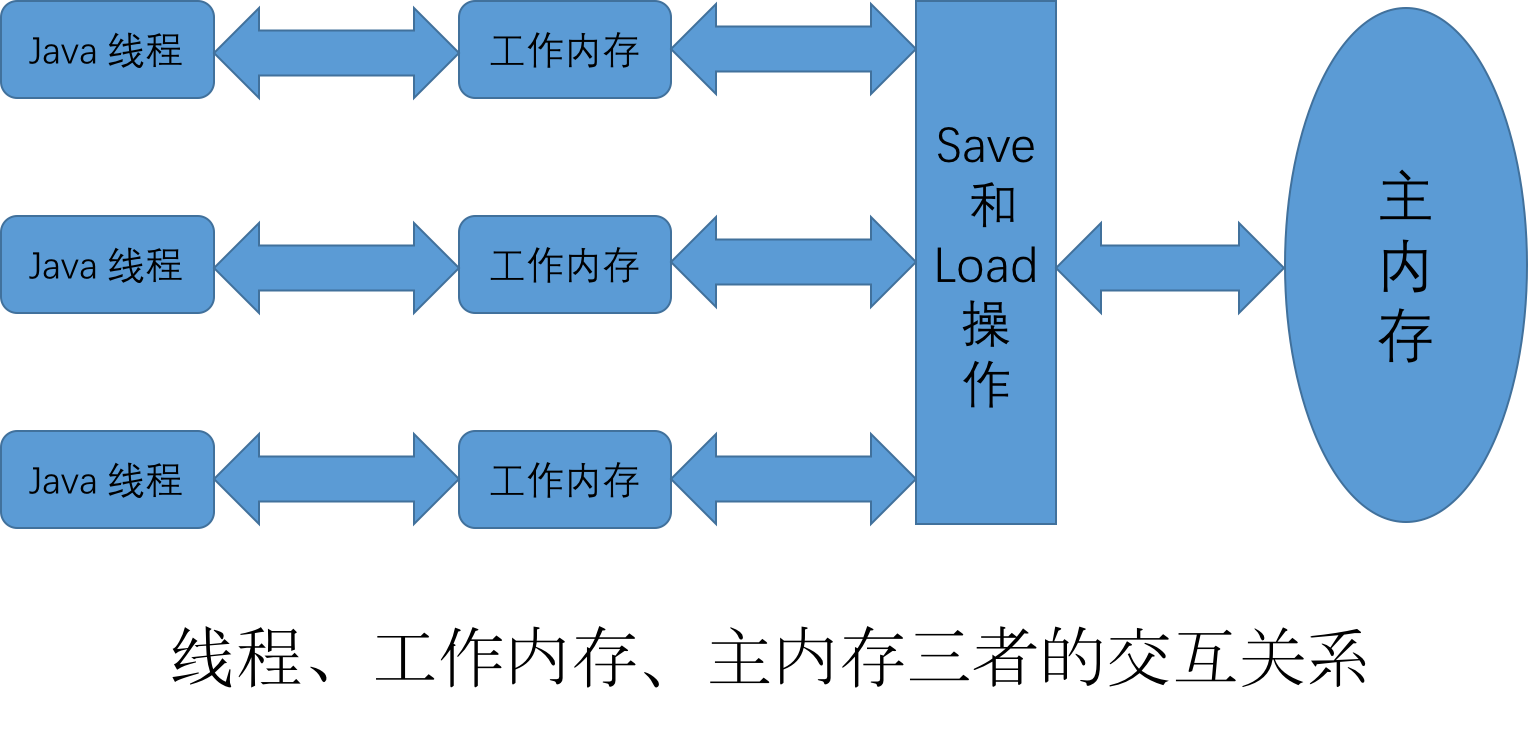 Java 线程
工作内存
Java 线程
工作内存
Java 线程
工作内存
Save
和
Load
操
作
主
内
存
线程、工作内存、主内存三者的交互关系